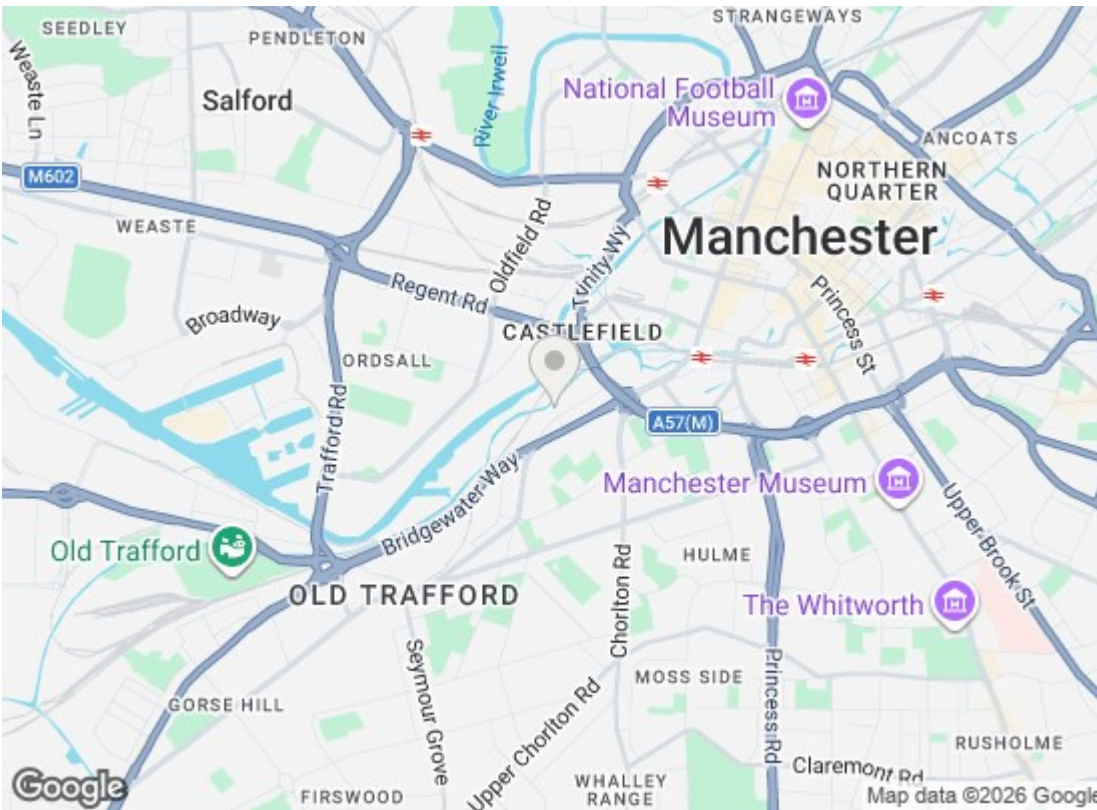 STRANGEWAYS
SEEDLEY
PENDLETON
Weaste Ln
Salford
River Irwell
National Football
Museum
ANCOATS
M602
NORTHERN
QUARTER
WEASTE
Oldfield Rd
Manchester
Trinity Wy
Regent Rd
Princess St
Broadway
CASTLEFIELD
ORDSALL
Trafford Rd
A57(M)
Bridgewater Way
Manchester Museum
Upper Brook St
Old Trafford
HULME
OLD TRAFFORD
Chorlton Rd
The Whitworth
Seymour Grove
MOSS SIDE
Princess Rd
GORSE HILL
Upper Chorlton Rd
RUSHOLME
Claremont Rd
WHALLEY
RANGE
FIRSWOOD
Google
Map data ©2026 Google